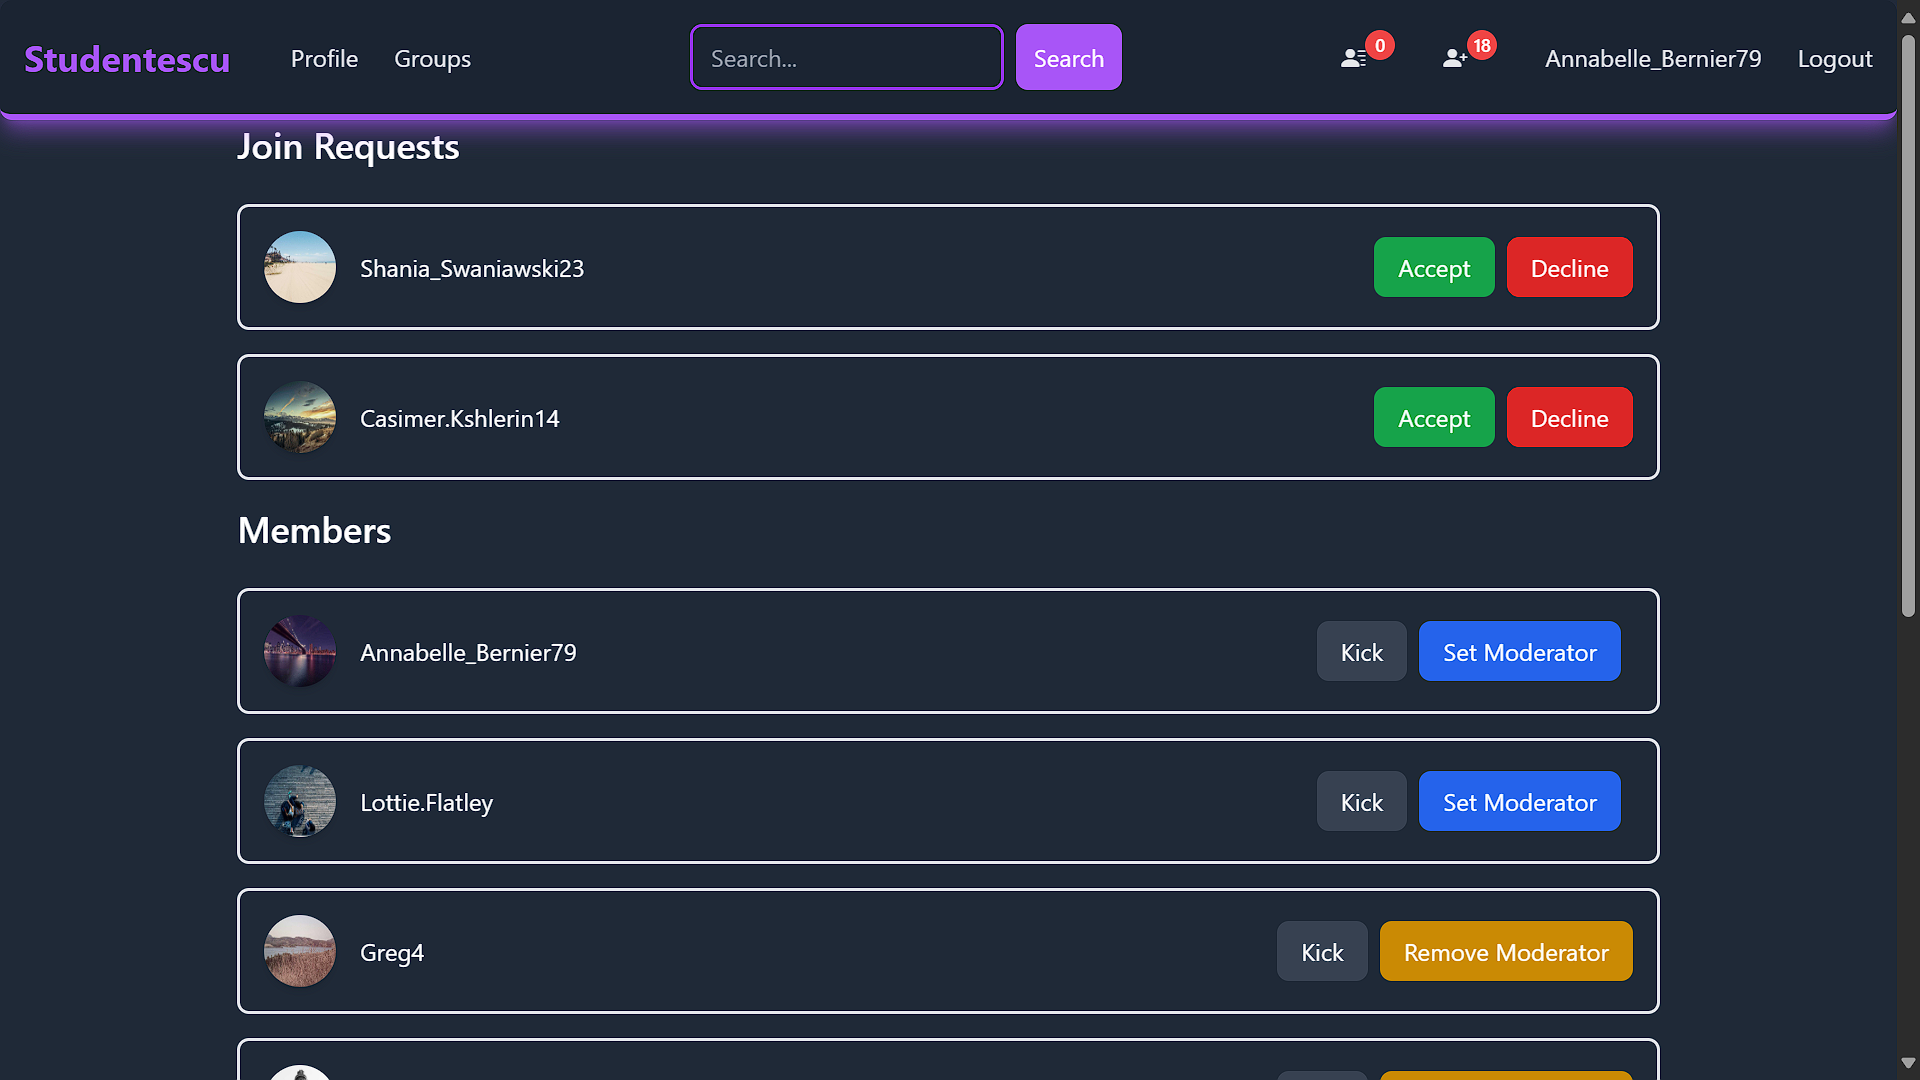 Studentescu Profile Groups Search... Search 0 18 Annabelle_Bernier79 Logout
Join Requests
Shania_Swaniawski23 Accept Decline
Casimer.Kshlerin14 Accept Decline
Members
Annabelle_Bernier79 Kick Set Moderator
Lottie.Flatley Kick Set Moderator
Greg4 Kick Remove Moderator